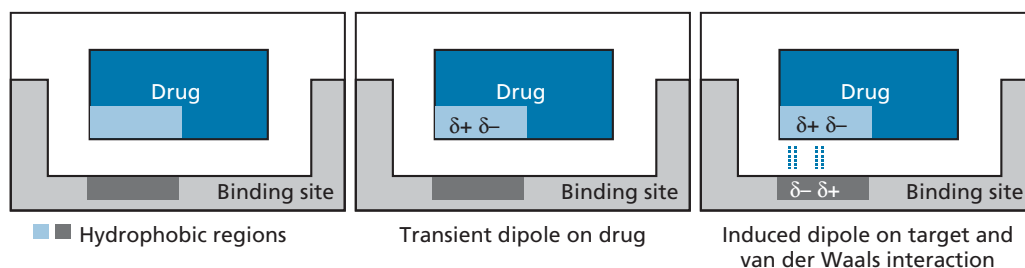 Drug
Binding site
Hydrophobic regions
Drug
δ+ δ−
Binding site
Transient dipole on drug
Drug
δ+ δ−
δ− δ+
Binding site
Induced dipole on target and
van der Waals interaction